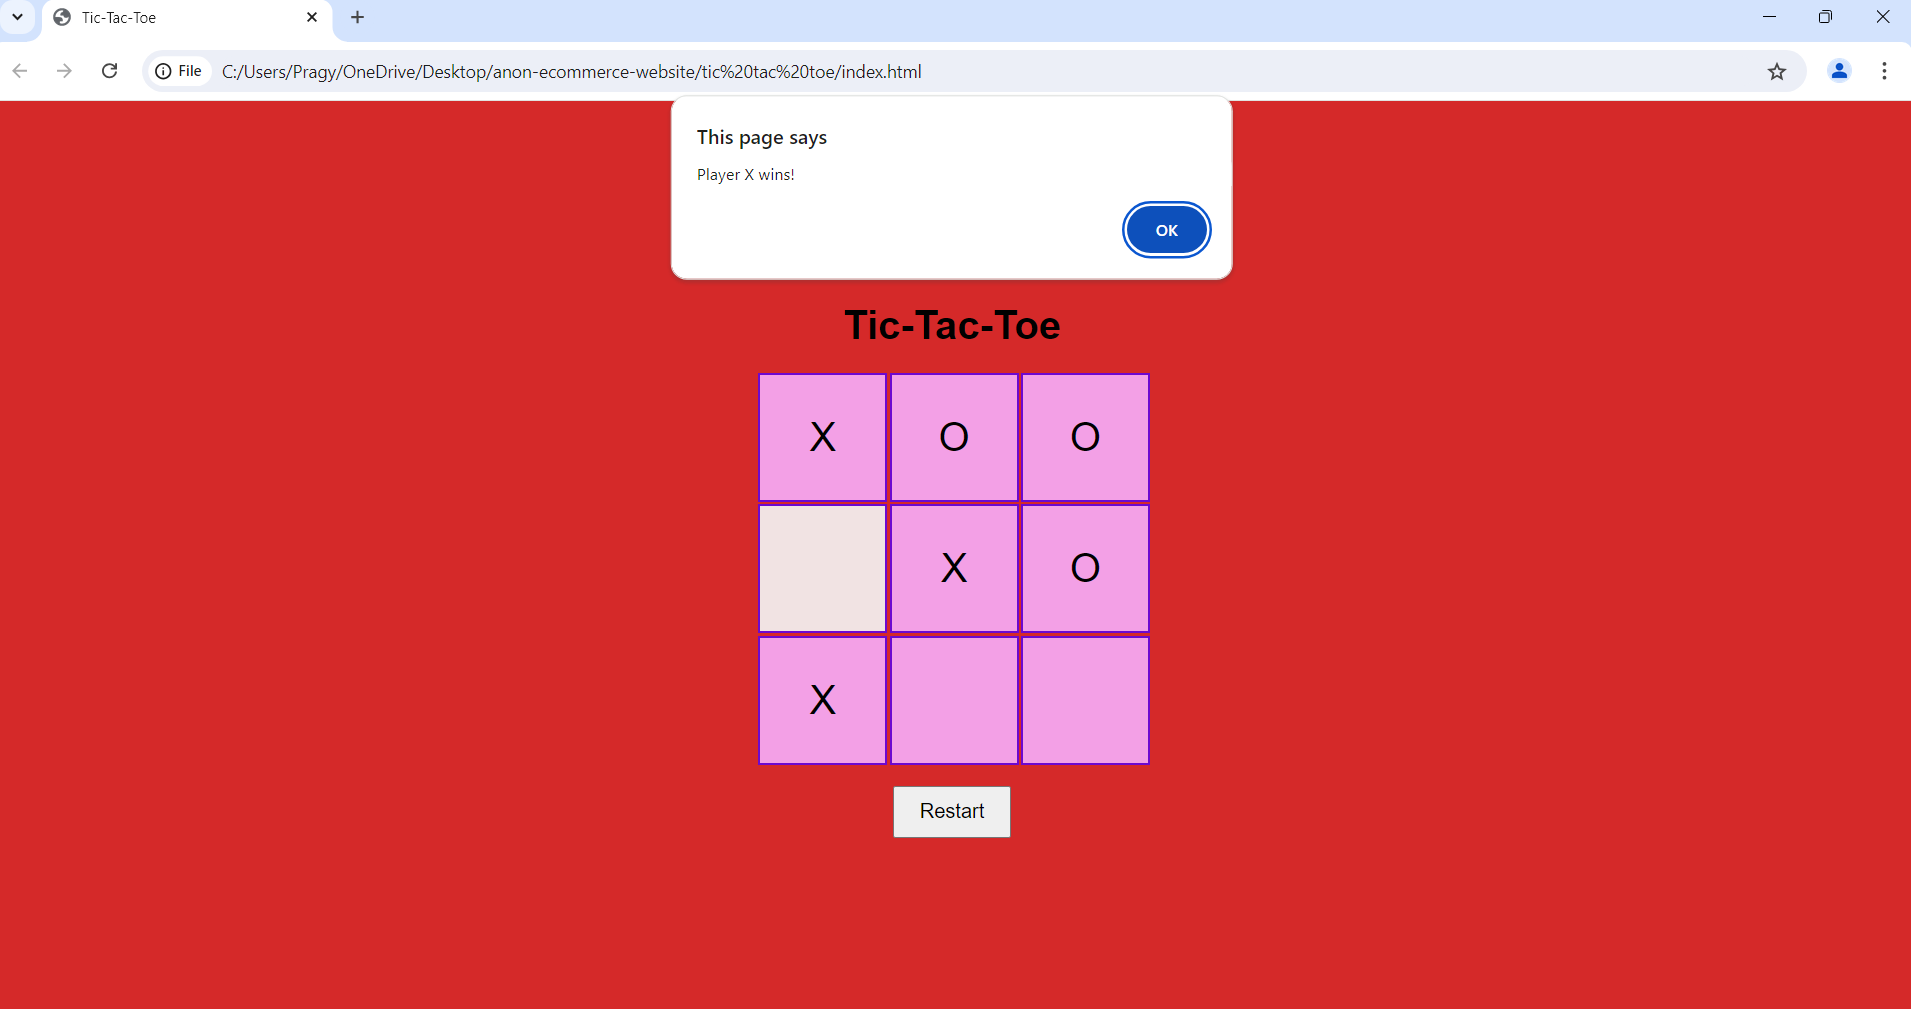 Tic-Tac-Toe
File C:/Users/Pragy/OneDrive/Desktop/anon-ecommerce-website/tic%20tac%20toe/index.html
This page says
Player X wins!
OK
Tic-Tac-Toe
X O O
X O
X
Restart